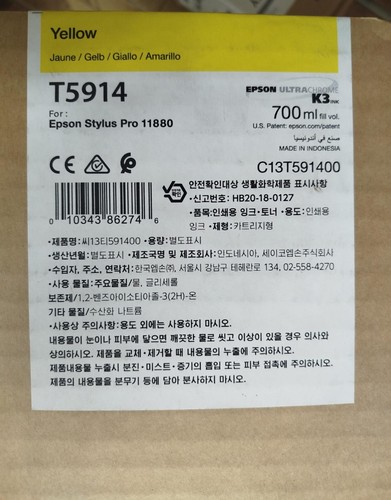 Yellow
Jaune / Gelb / Giallo / Amarillo
T5914
For :
Epson Stylus Pro 11880
EPSON ULTRACHROME
K3 INK
700 ml fill vol.
U.S. Patent: epson.com/patent
صنع في أندونيسيا
MADE IN INDONESIA
C13T591400
CE
0 10343 86274 6
안전확인대상 생활화학제품 표시사항
•신고번호: HB20-18-0127
•품목:인쇄용 잉크·토너 •용도:인쇄용
잉크 •제형:카트리지형
•제품명:씨13티591400 •용량:별도표시
•생산년월:별도표시 •제조국명 및 제조회사:인도네시아, 세이코엡손주식회사
•수입자, 주소, 연락처:한국엡손㈜, 서울시 강남구 테헤란로 134, 02-558-4270
•사용된 주요물질:주요물질/물, 글리세롤
보존제/1,2-벤즈아이소티아졸-3(2H)-온
기타 물질/수산화 나트륨
•사용상 주의사항:용도 외에는 사용하지 마시오.
내용물이 눈이나 피부에 닿으면 깨끗한 물로 씻고 이상이 있을 경우 의사와
상의하시오. 제품을 교체·제거할 때 내용물의 누출에 주의하시오.
제품내용물 누출시 분진·미스트·증기의 흡입 또는 피부 접촉에 주의하시오.
제품의 내용물을 분무기 등에 담아 분사하지 마시오.